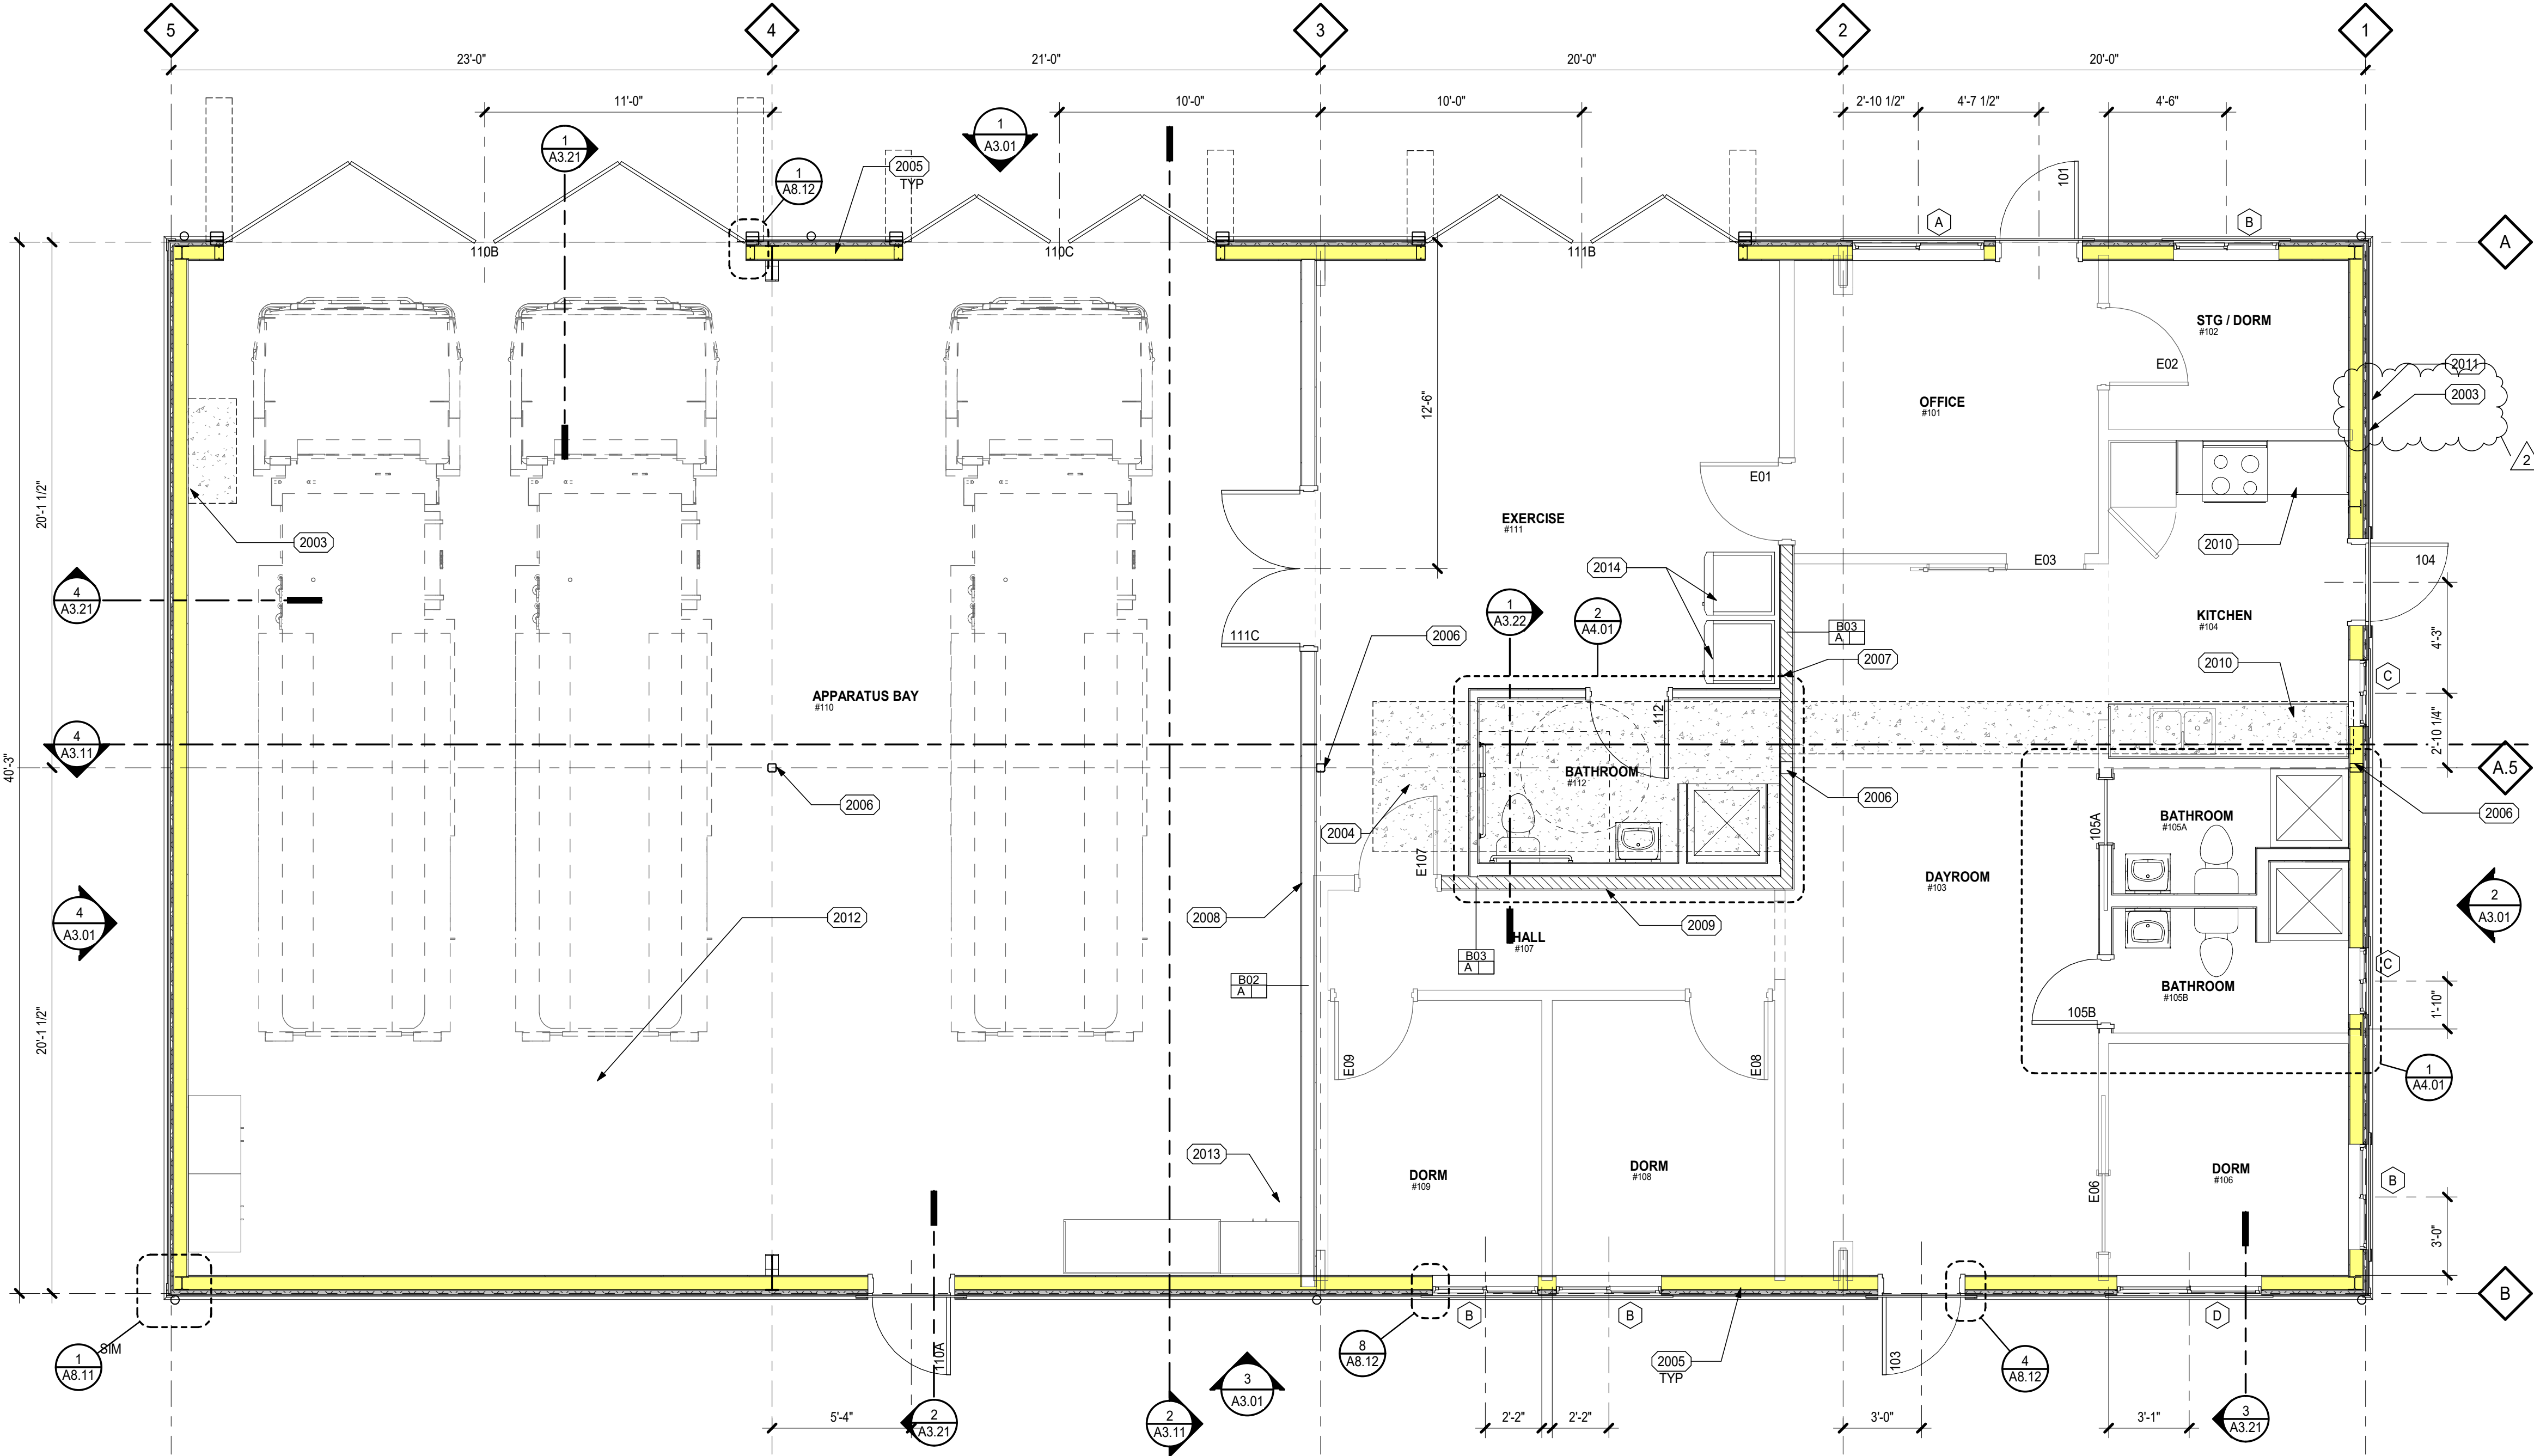 5
4
3
2
1
23'-0"
21'-0"
20'-0"
20'-0"
11'-0"
10'-0"
10'-0"
2'-10 1/2"
4'-7 1/2"
4'-6"
1
A3.21
1
A3.01
1
A8.12
2005
TYP
101
A
B
A
110B
110C
111B
STG / DORM
#102
E02
2011
2003
2
OFFICE
#101
12'-6"
E01
EXERCISE
#111
20'-1 1/2"
2003
2010
E03
104
2014
4
A3.21
1
A3.22
2
A4.01
KITCHEN
#104
B03
A
111C
2006
2007
2010
4'-3"
C
APPARATUS BAY
#110
112
4
A3.11
2'-10 1/4"
40'-3"
A.5
BATHROOM
#112
2006
2006
2006
2004
105A
BATHROOM
#105A
E107
DAYROOM
#103
4
A3.01
2012
2008
2009
2
A3.01
HALL
#107
B03
A
B02
A
C
BATHROOM
#105B
105B
1'-10"
20'-1 1/2"
E09
E08
1
A4.01
2013
DORM
#109
DORM
#108
DORM
#106
E06
B
3'-0"
B
B
B
D
1
A8.11
SIM
110A
8
A8.12
2005
TYP
103
4
A8.12
3
A3.01
5'-4"
2
A3.21
2
A3.11
2'-2"
2'-2"
3'-0"
3'-1"
3
A3.21